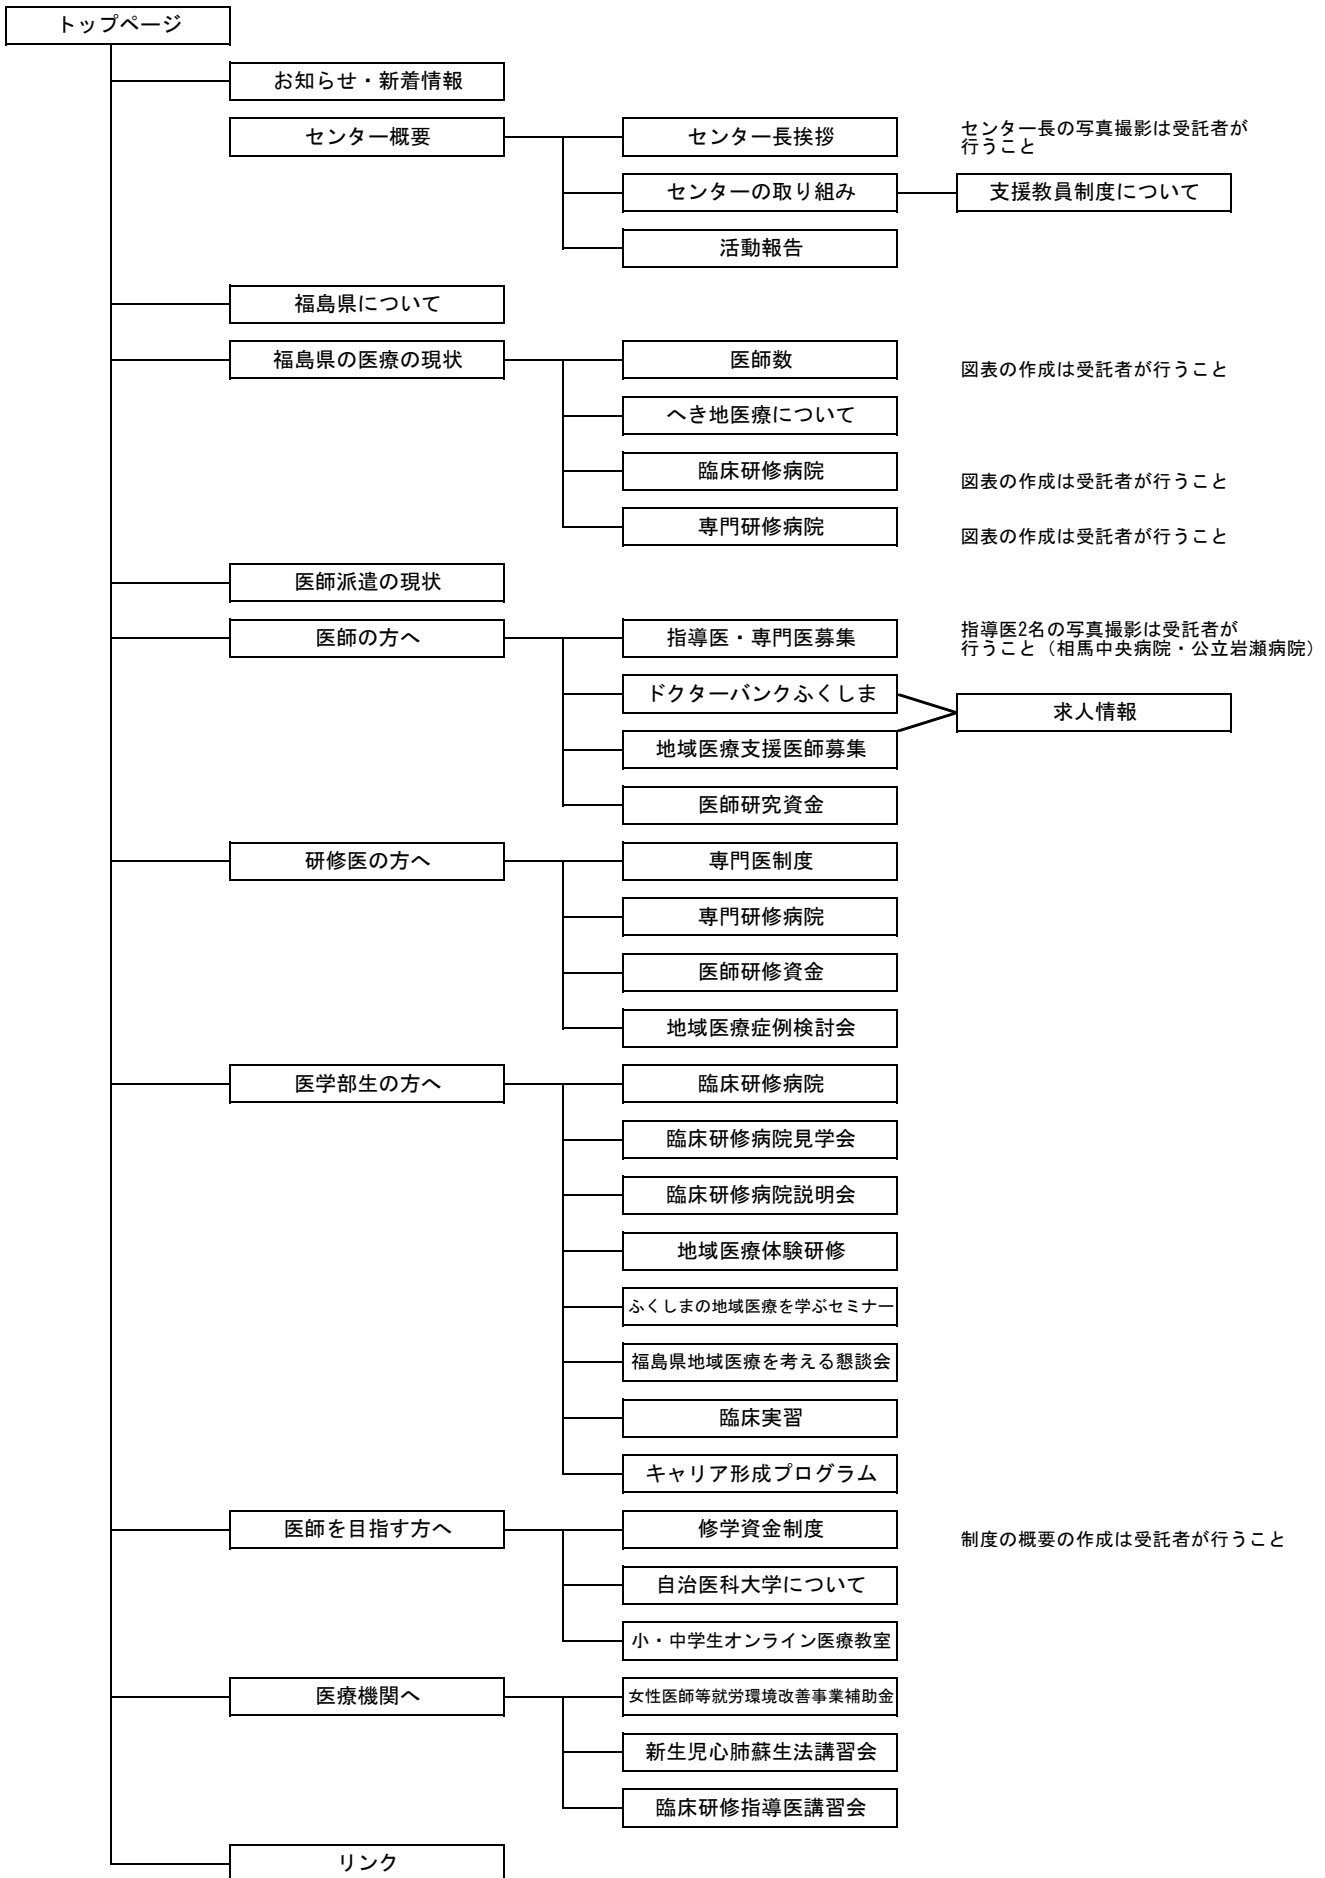 トップページ
お知らせ・新着情報
センター概要
センター長挨拶
センター長の写真撮影は受託者が
行うこと
センターの取り組み
支援教員制度について
活動報告
福島県について
福島県の医療の現状
医師数
図表の作成は受託者が行うこと
へき地医療について
臨床研修病院
図表の作成は受託者が行うこと
専門研修病院
図表の作成は受託者が行うこと
医師派遣の現状
医師の方へ
指導医・専門医募集
指導医2名の写真撮影は受託者が
行うこと（相馬中央病院・公立岩瀬病院）
ドクターバンクふくしま
求人情報
地域医療支援医師募集
医師研究資金
研修医の方へ
専門医制度
専門研修病院
医師研修資金
地域医療症例検討会
医学部生の方へ
臨床研修病院
臨床研修病院見学会
臨床研修病院説明会
地域医療体験研修
ふくしまの地域医療を学ぶセミナー
福島県地域医療を考える懇談会
臨床実習
キャリア形成プログラム
医師を目指す方へ
修学資金制度
制度の概要の作成は受託者が行うこと
自治医科大学について
小・中学生オンライン医療教室
医療機関へ
女性医師等就労環境改善事業補助金
新生児心肺蘇生法講習会
臨床研修指導医講習会
リンク